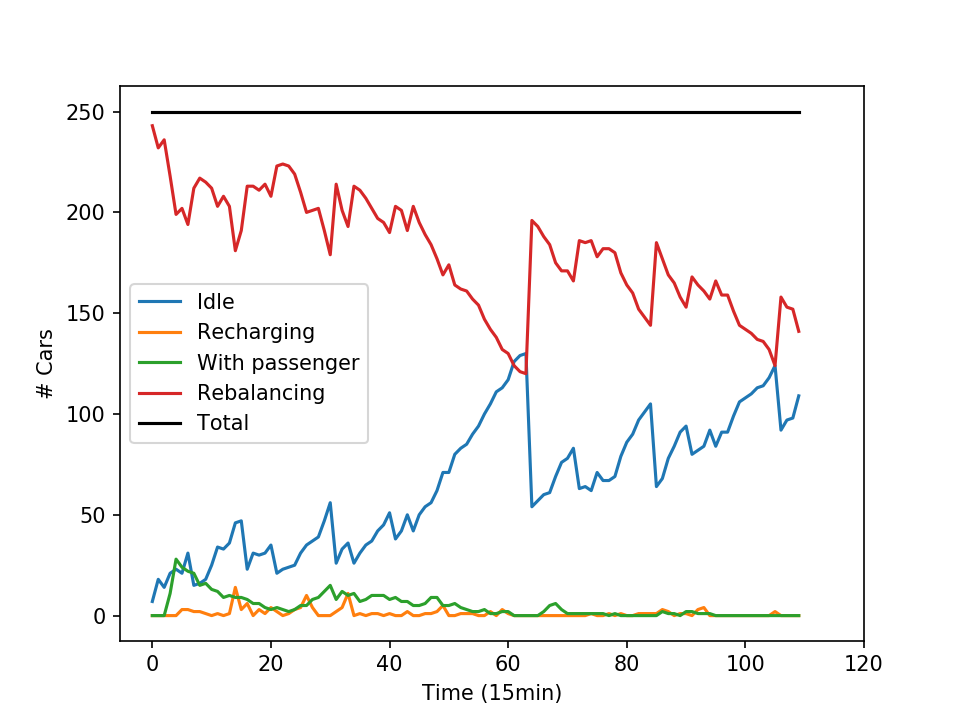 250
200
150
100
50
0
# Cars
Idle
Recharging
With passenger
Rebalancing
Total
0 20 40 60 80 100 120
Time (15min)